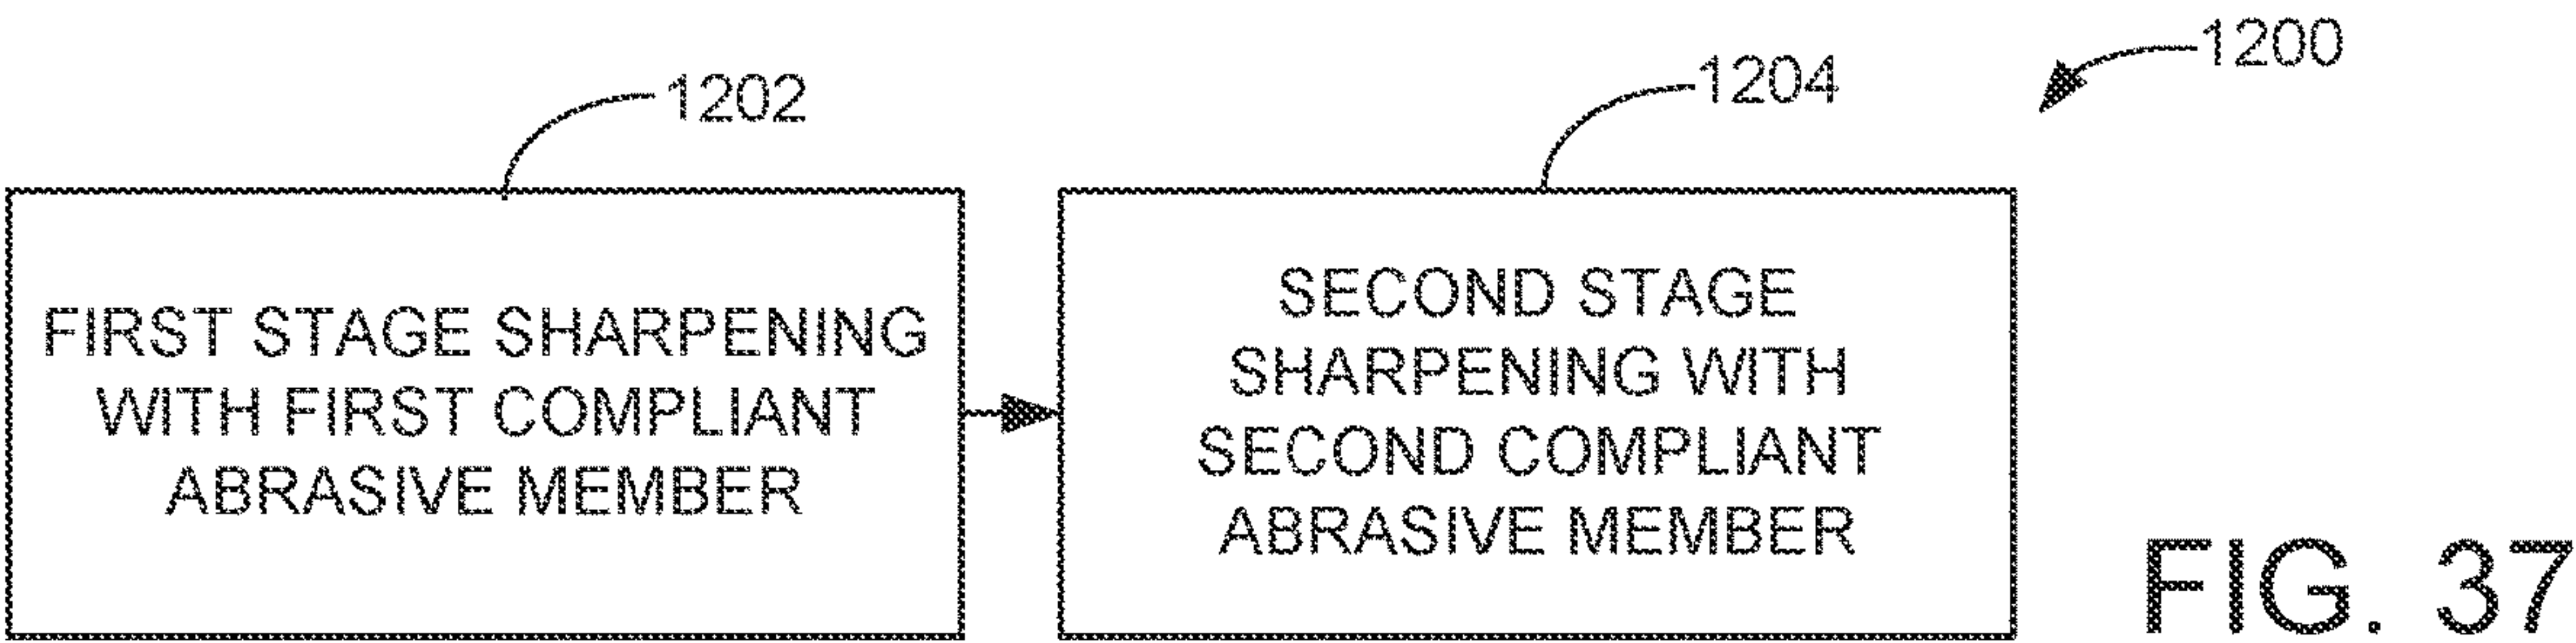 1200
1202
1204
FIRST STAGE SHARPENING
WITH FIRST COMPLIANT
ABRASIVE MEMBER
SECOND STAGE
SHARPENING WITH
SECOND COMPLIANT
ABRASIVE MEMBER
FIG. 37